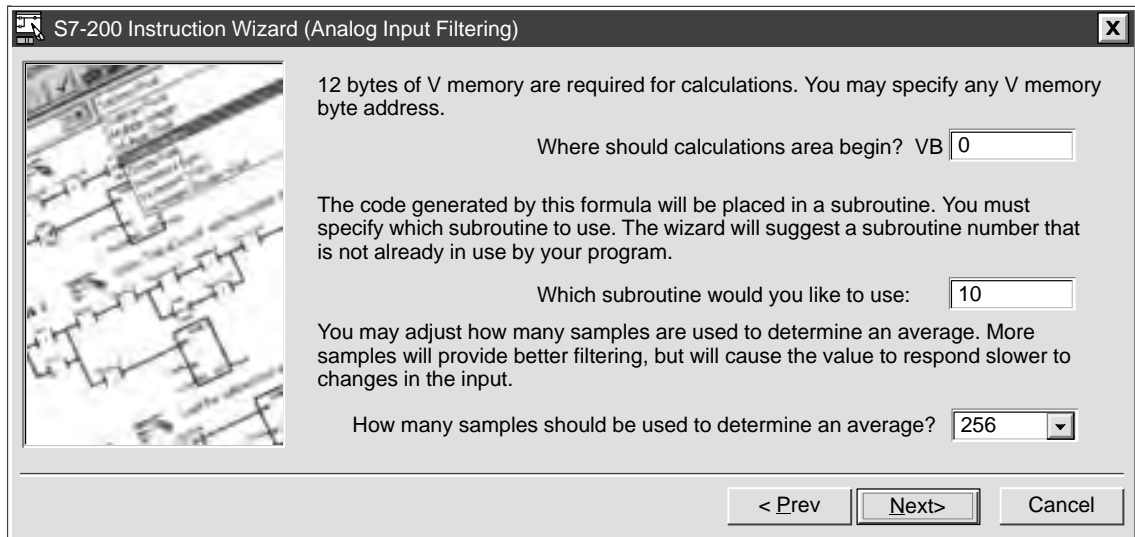 S7-200 Instruction Wizard (Analog Input Filtering)
X
12 bytes of V memory are required for calculations. You may specify any V memory
byte address.
Where should calculations area begin? VB 0
The code generated by this formula will be placed in a subroutine. You must
specify which subroutine to use. The wizard will suggest a subroutine number that
is not already in use by your program.
Which subroutine would you like to use: 10
You may adjust how many samples are used to determine an average. More
samples will provide better filtering, but will cause the value to respond slower to
changes in the input.
How many samples should be used to determine an average? 256
< Prev Next> Cancel